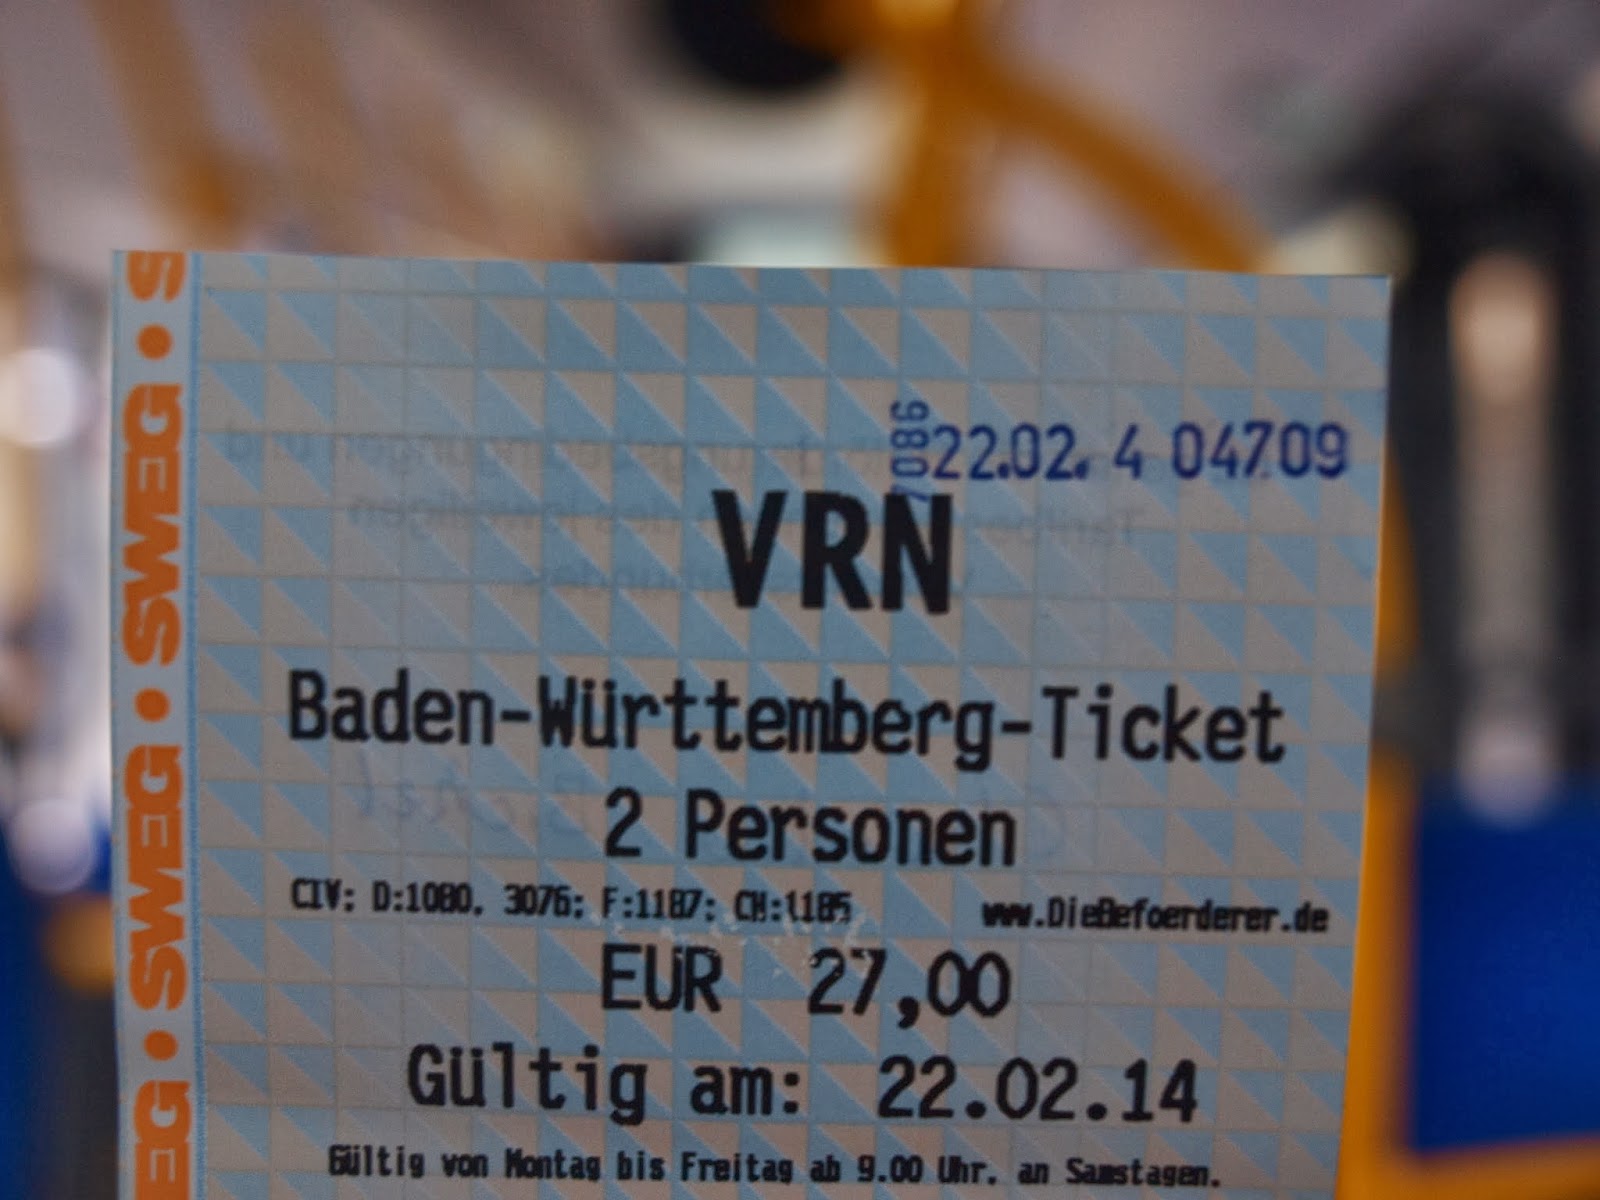 7086 22.02. 4 04709
VRN
Baden-Württemberg-Ticket
2 Personen
CIV: D:1080, 3076; F:1187; CH:1185 www.DieBefoerderer.de
EUR 27,00
Gültig am: 22.02.14
Gültig von Montag bis Freitag ab 9.00 Uhr, an Samstagen,
S • SWEG • SWEG • EG